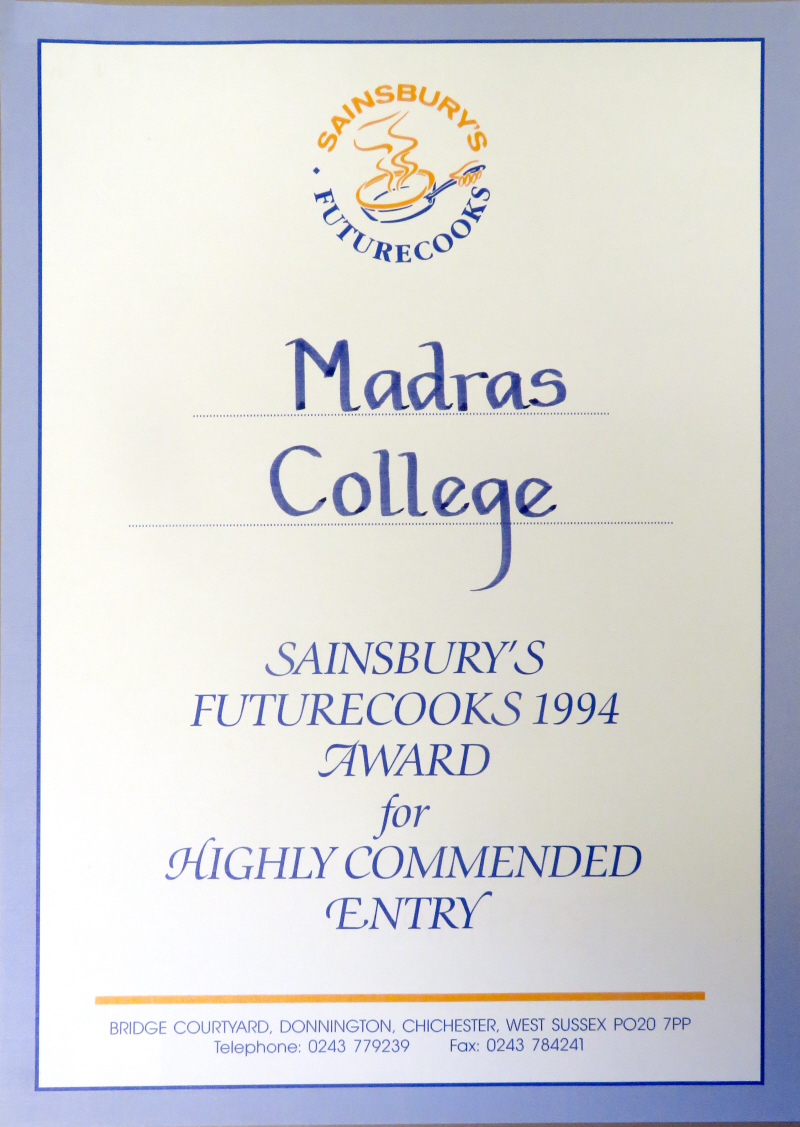 SAINSBURY'S
• FUTURECOOKS
Madras
College
SAINSBURY'S
FUTURECOOKS 1994
AWARD
for
HIGHLY COMMENDED
ENTRY
BRIDGE COURTYARD, DONNINGTON, CHICHESTER, WEST SUSSEX PO20 7PP
Telephone: 0243 779239 Fax: 0243 784241